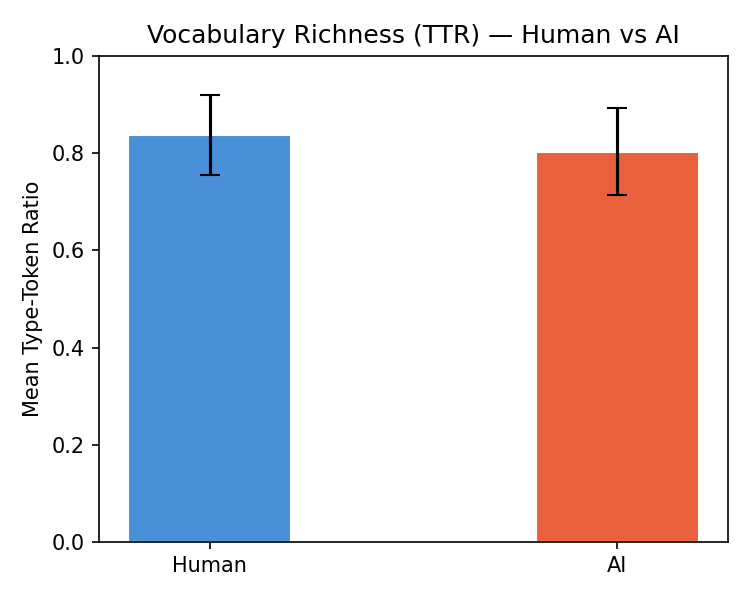 Vocabulary Richness (TTR) — Human vs AI
Mean Type-Token Ratio
1.0
0.8
0.6
0.4
0.2
0.0
Human
AI